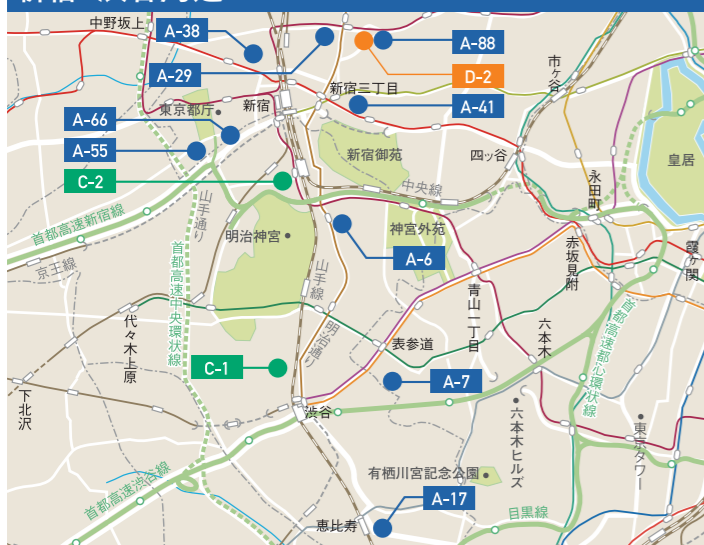 中野坂上
A-38
A-29
A-88
D-2
市ヶ谷
新宿三丁目
A-41
東京都庁
新宿
A-66
A-55
C-2
新宿御苑
四ッ谷
皇居
中央線
永田町
山手通り
首都高速新宿線
明治神宮
神宮外苑
A-6
赤坂見附
霞ヶ関
京王線
首都高速中央環状線
山手線
明治通り
青山一丁目
六本木
首都高速都心環状線
代々木上原
表参道
C-1
A-7
下北沢
渋谷
六本木ヒルズ
東京タワー
首都高速渋谷線
有栖川宮記念公園
A-17
恵比寿
目黒線